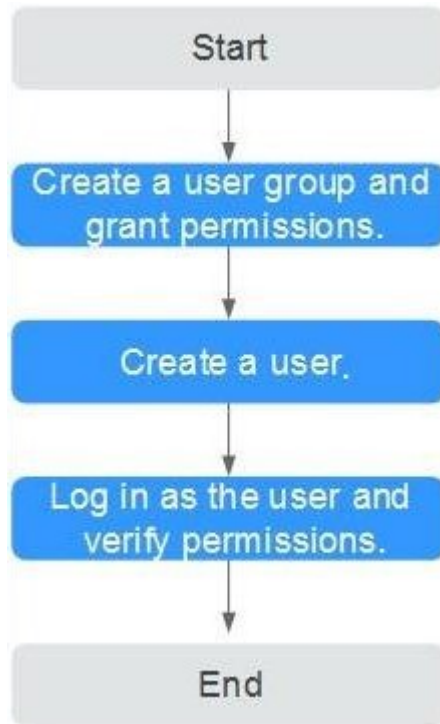 Start
Create a user group and
grant permissions.
Create a user.
Log in as the user and
verify permissions.
End